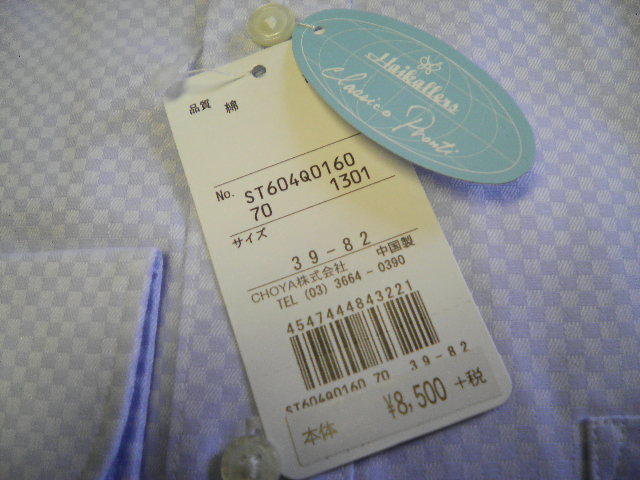 Haikallers
Classico Pronti
品質 綿
No. ST604Q0160
70 1301
サイズ
39-82
CHOYA株式会社 中国製
TEL (03) 3664-0390
4547444843221
ST604Q0160 70 39-82
本体 ¥8,500 +税